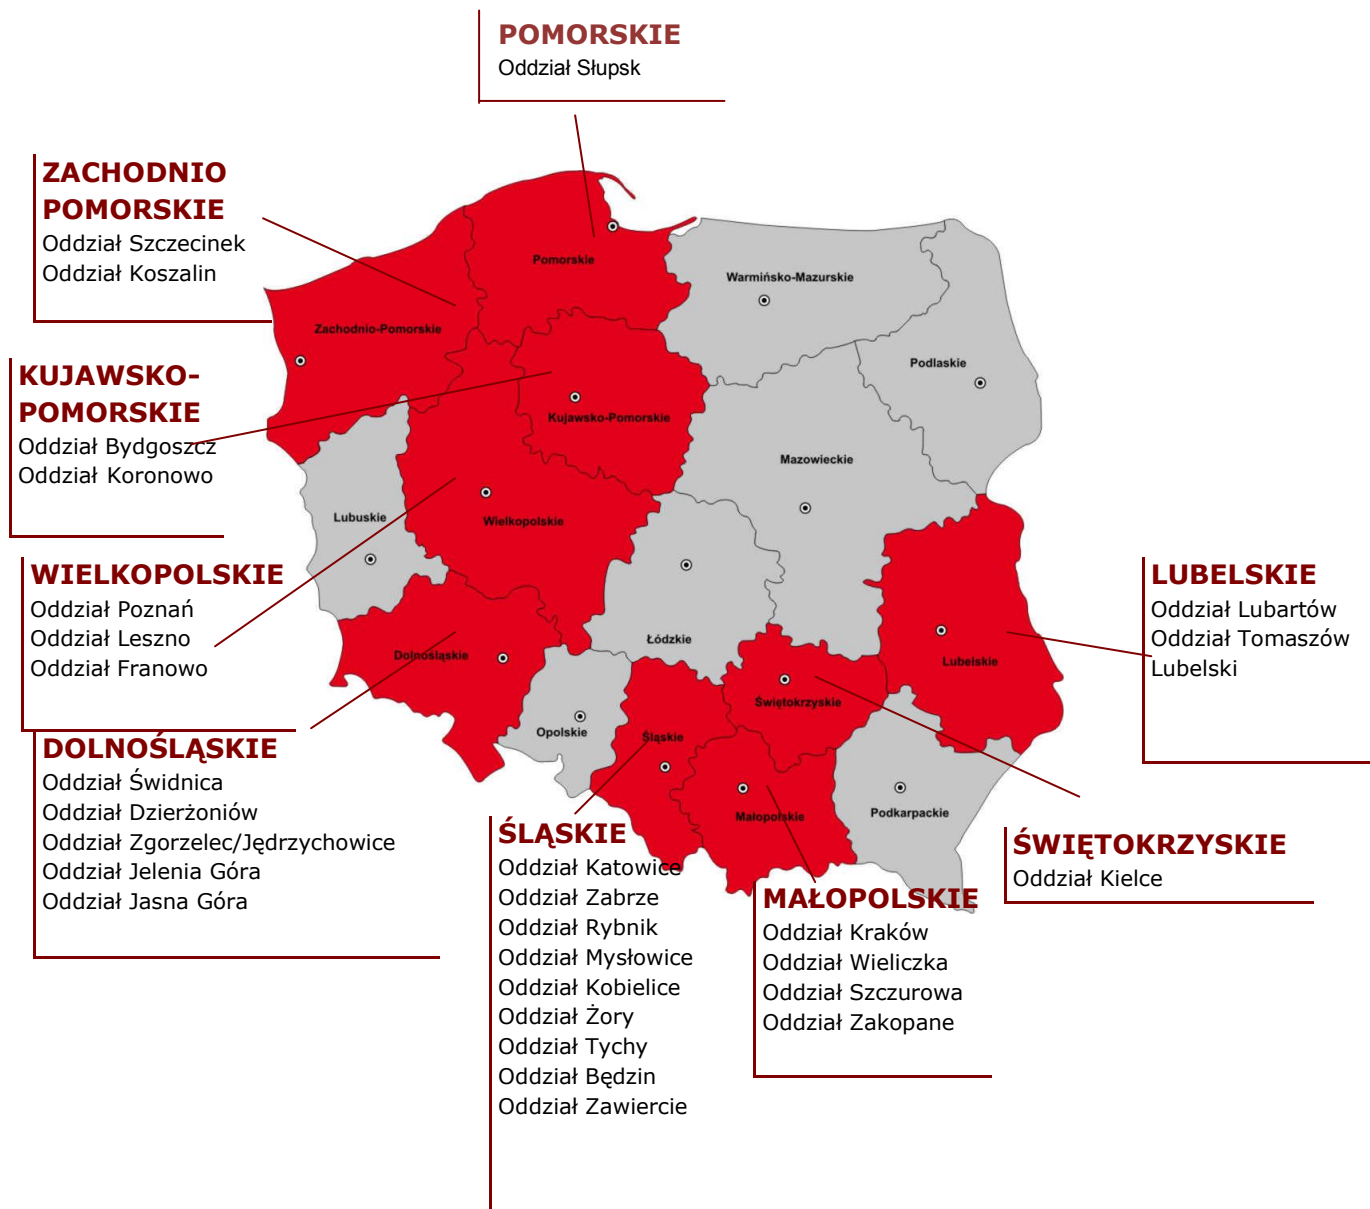 POMORSKIE
Oddział Słupsk
ZACHODNIO
POMORSKIE
Oddział Szczecinek
Oddział Koszalin
KUJAWSKO-
POMORSKIE
Oddział Bydgoszcz
Oddział Koronowo
WIELKOPOLSKIE
Oddział Poznań
Oddział Leszno
Oddział Franowo
DOLNOŚLĄSKIE
Oddział Świdnica
Oddział Dzierżoniów
Oddział Zgorzelec/Jędrzychowice
Oddział Jelenia Góra
Oddział Jasna Góra
Pomorskie
Warmińsko-Mazurskie
Zachodnio-Pomorskie
Podlaskie
Kujawsko-Pomorskie
Mazowieckie
Lubuskie
Wielkopolskie
Łódzkie
Dolnośląskie
Lubelskie
Świętokrzyskie
Opolskie
Śląskie
Małopolskie
Podkarpackie
LUBELSKIE
Oddział Lubartów
Oddział Tomaszów
Lubelski
ŚLĄSKIE
Oddział Katowice
Oddział Zabrze
Oddział Rybnik
Oddział Mysłowice
Oddział Kobielice
Oddział Żory
Oddział Tychy
Oddział Będzin
Oddział Zawiercie
MAŁOPOLSKIE
Oddział Kraków
Oddział Wieliczka
Oddział Szczurowa
Oddział Zakopane
ŚWIĘTOKRZYSKIE
Oddział Kielce